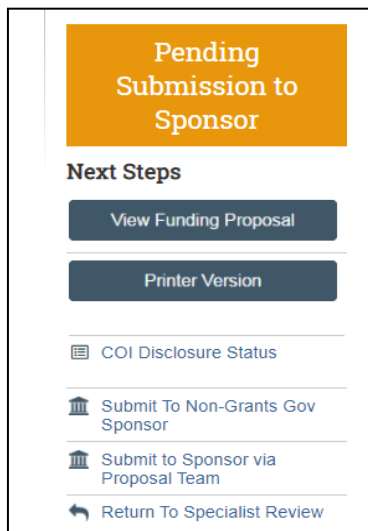 Pending
Submission to
Sponsor
Next Steps
View Funding Proposal
Printer Version
COI Disclosure Status
Submit To Non-Grants Gov
Sponsor
Submit to Sponsor via
Proposal Team
Return To Specialist Review